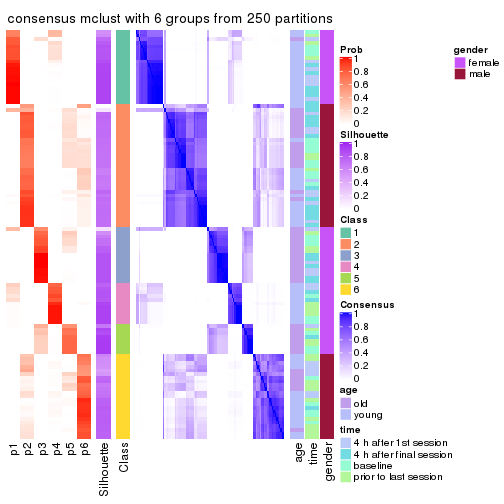 consensus mclust with 6 groups from 250 partitions
Prob
1
0.8
0.6
0.4
0.2
0
Silhouette
1
0.8
0.6
0.4
0.2
0
Class
1
2
3
4
5
6
Consensus
1
0.8
0.6
0.4
0.2
0
age
old
young
time
4 h after 1st session
4 h after final session
baseline
prior to last session
gender
female
male
p1
p2
p3
p4
p5
p6
Silhouette
Class
age
time
gender